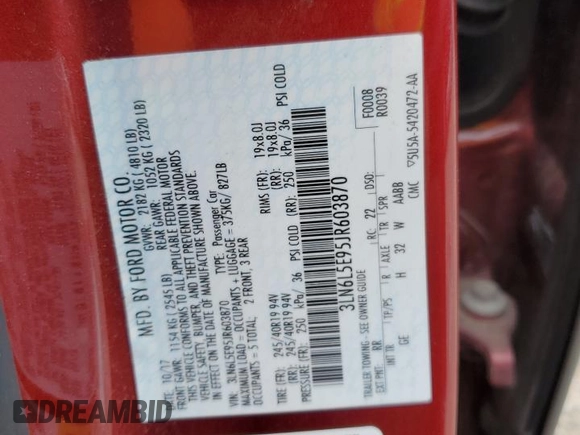 MFD. BY FORD MOTOR CO.
DATE: 10/17
GVWR: 2182 KG (4810 LB)
FRONT GAWR: 1154 KG (2545 LB)
REAR GAWR: 1052 KG (2320 LB)
THIS VEHICLE CONFORMS TO ALL APPLICABLE FEDERAL MOTOR
VEHICLE SAFETY, BUMPER, AND THEFT PREVENTION STANDARDS
IN EFFECT ON THE DATE OF MANUFACTURE SHOWN ABOVE.
VIN: 3LN6L5E95JR603870
TYPE: Passenger Car
MAXIMUM LOAD: OCCUPANTS + LUGGAGE = 375KG/ 827LB
OCCUPANTS = 5 TOTAL: 2 FRONT, 3 REAR
TIRE (FR): 245/40R19 94V RIMS (FR): 19x8.0J
(RR): 245/40R19 94V (RR): 19x8.0J
PRESSURE (FR): 250 kPa/ 36 PSI COLD (RR): 250 kPa/ 36 PSI COLD
3LN6L5E95JR603870
F0008
R0039
TRAILER TOWING - SEE OWNER GUIDE
RC: 22 DSO:
EXT PNT: INT TR TP/PS R AXLE TR SPR
GE H 32 W AABB
CMC
5U5A-5420472-AA
DREAMBID